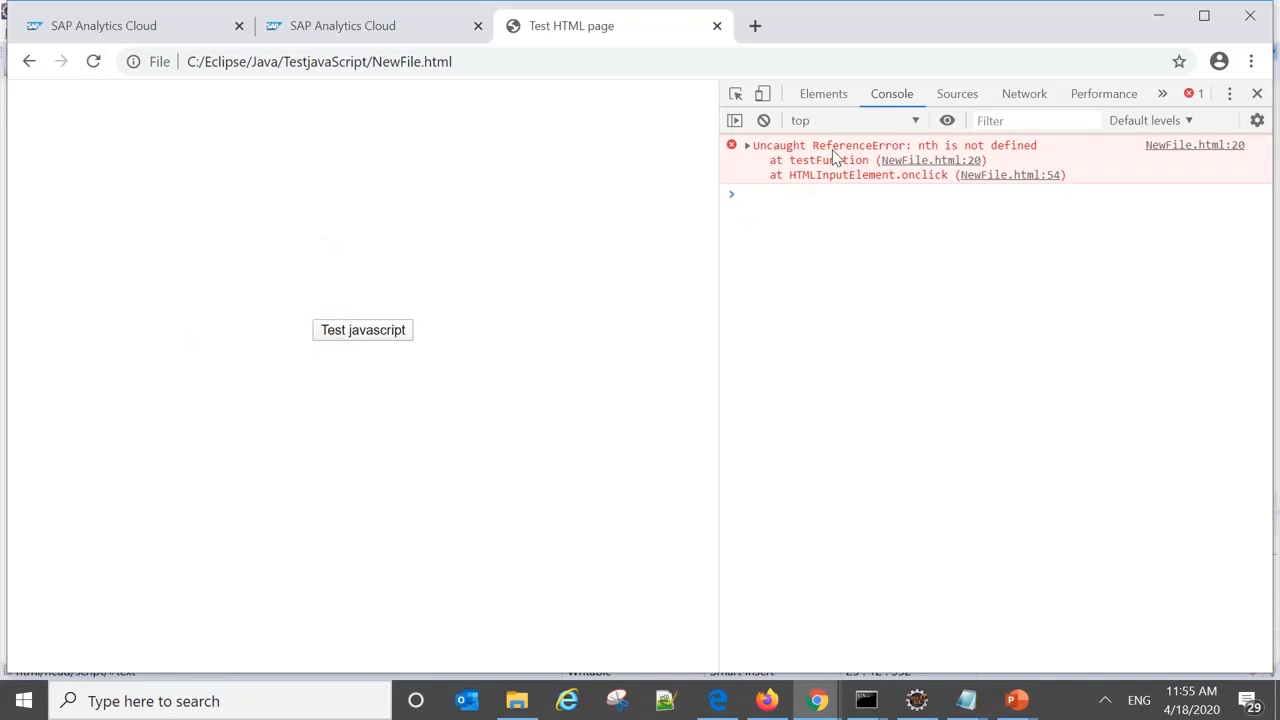 SAP Analytics Cloud
SAP Analytics Cloud
Test HTML page
File
C:/Eclipse/Java/TestjavaScript/NewFile.html
Elements
Console
Sources
Network
Performance
1
top
Filter
Default levels
Uncaught ReferenceError: nth is not defined
NewFile.html:20
at testFunction (NewFile.html:20)
at HTMLInputElement.onclick (NewFile.html:54)
Test javascript
Type here to search
ENG
11:55 AM
4/18/2020
29